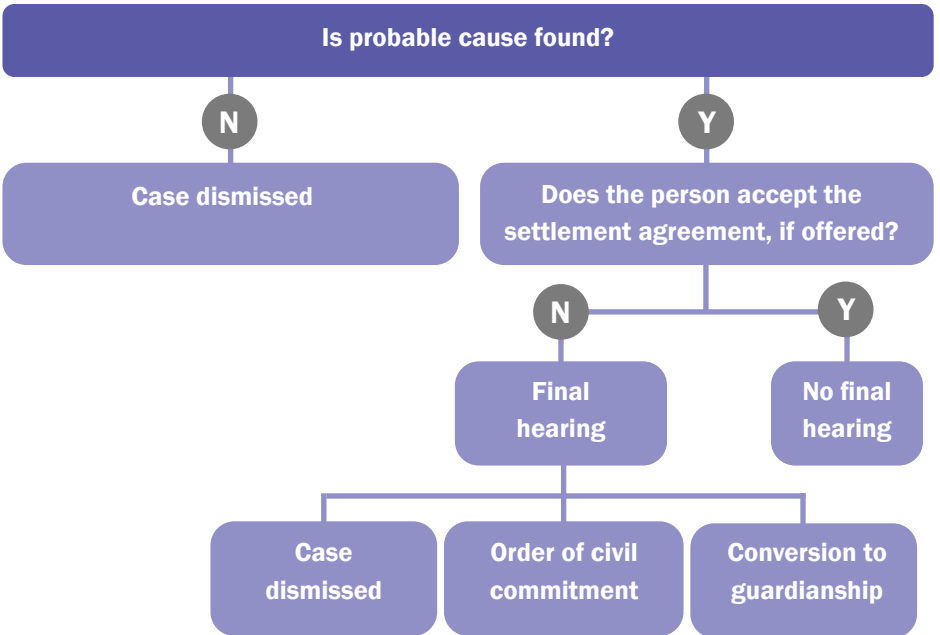 Is probable cause found?
N
Y
Case dismissed
Does the person accept the
settlement agreement, if offered?
N
Y
Final
hearing
No final
hearing
Case
dismissed
Order of civil
commitment
Conversion to
guardianship